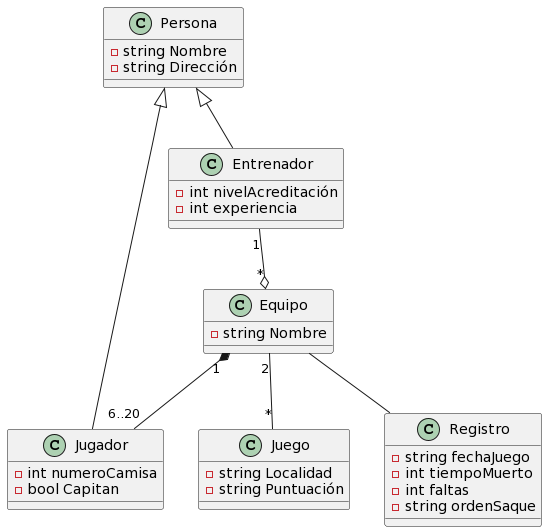 C Persona
string Nombre
string Dirección
C Entrenador
int nivelAcreditación
int experiencia
1
*
C Equipo
string Nombre
1
2
6..20
*
C Jugador
int numeroCamisa
bool Capitan
C Juego
string Localidad
string Puntuación
C Registro
string fechaJuego
int tiempoMuerto
int faltas
string ordenSaque